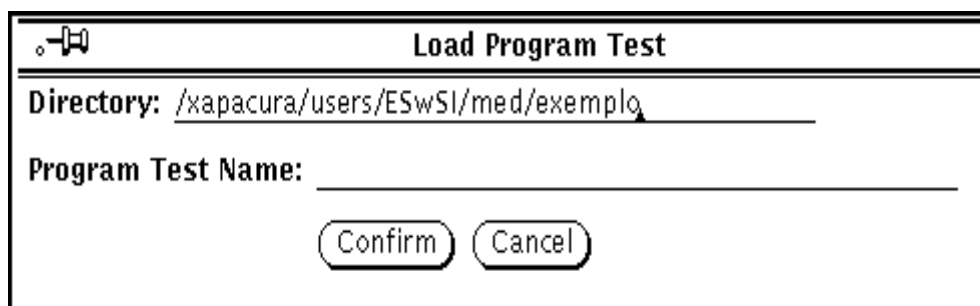 Load Program Test
Directory: /xapacura/users/ESwSI/med/exemplo
Program Test Name:
Confirm Cancel